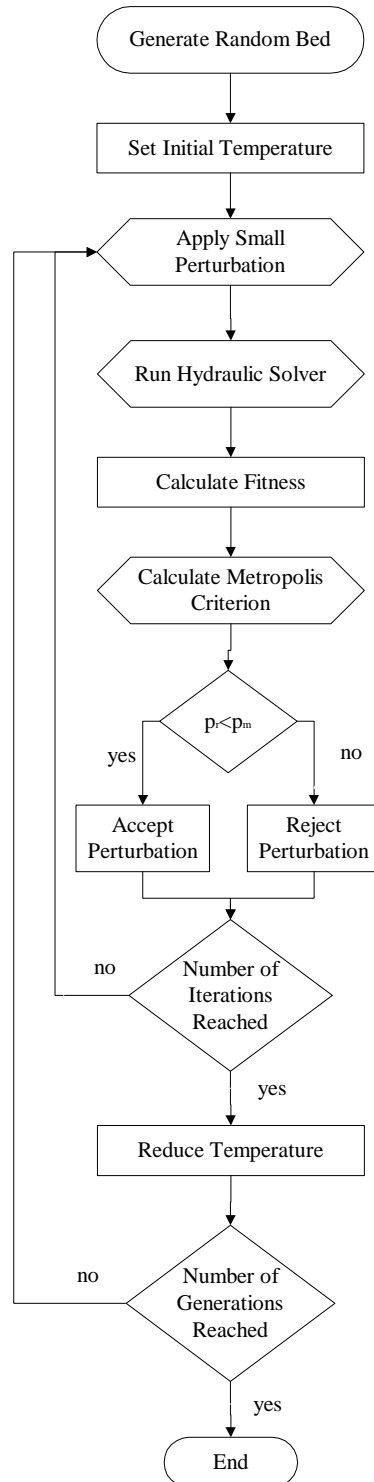 Generate Random Bed
Set Initial Temperature
Apply Small
Perturbation
Run Hydraulic Solver
Calculate Fitness
Calculate Metropolis
Criterion
pᵣ<pₘ
yes
no
Accept
Perturbation
Reject
Perturbation
no
Number of
Iterations
Reached
yes
Reduce Temperature
no
Number of
Generations
Reached
yes
End